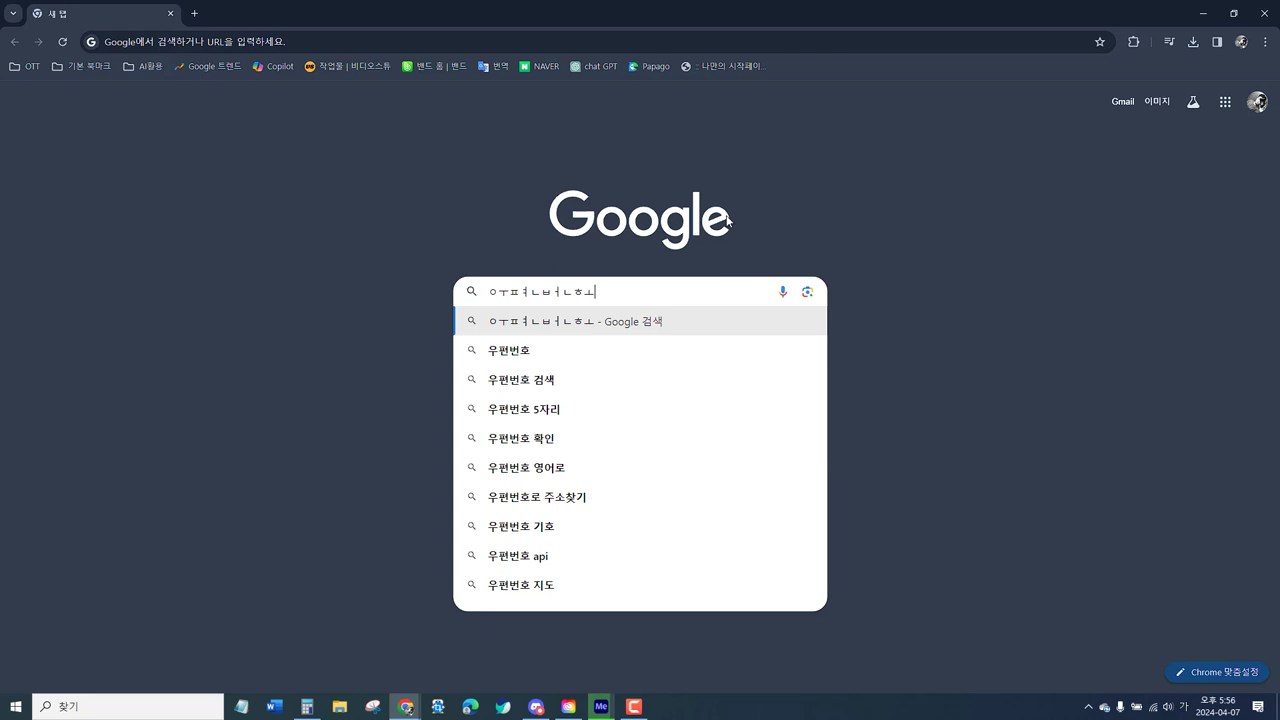 새 탭
Google에서 검색하거나 URL을 입력하세요.
OTT 기본 북마크 AI활용 Google 트렌드 Copilot 작업물 | 비디오스튜 밴드 홈 | 밴드 번역 NAVER chat GPT Papago :: 나만의 시작페이...
Gmail 이미지
Google
ㅇㅜㅍㅕㄴㅂㅓㄴㅎㅗ
ㅇㅜㅍㅕㄴㅂㅓㄴㅎㅗ - Google 검색
우편번호
우편번호 검색
우편번호 5자리
우편번호 확인
우편번호 영어로
우편번호로 주소찾기
우편번호 기호
우편번호 api
우편번호 지도
Chrome 맞춤설정
찾기
Me
가
오후 5:56
2024-04-07